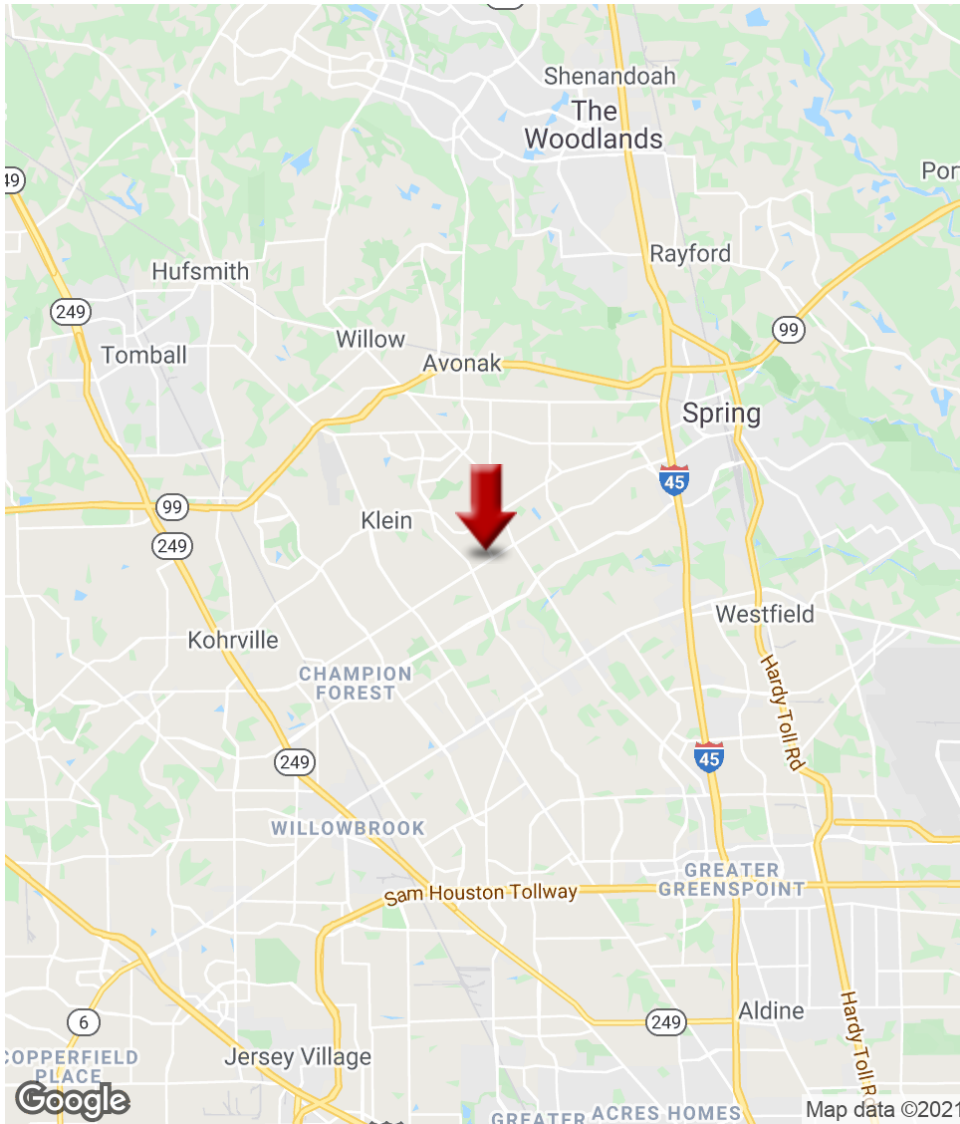 Shenandoah
The
Woodlands
49
Por
Rayford
Hufsmith
249
99
Willow
Tomball
Avonak
Spring
45
99
Klein
249
Westfield
Kohrville
CHAMPION
FOREST
Hardy Toll Rd
45
249
WILLOWBROOK
GREATER
GREENSPOINT
Sam Houston Tollway
Aldine
6
249
Hardy Toll Rd
COPPERFIELD
PLACE
Jersey Village
Google
GREATER
ACRES HOMES
Map data ©2021